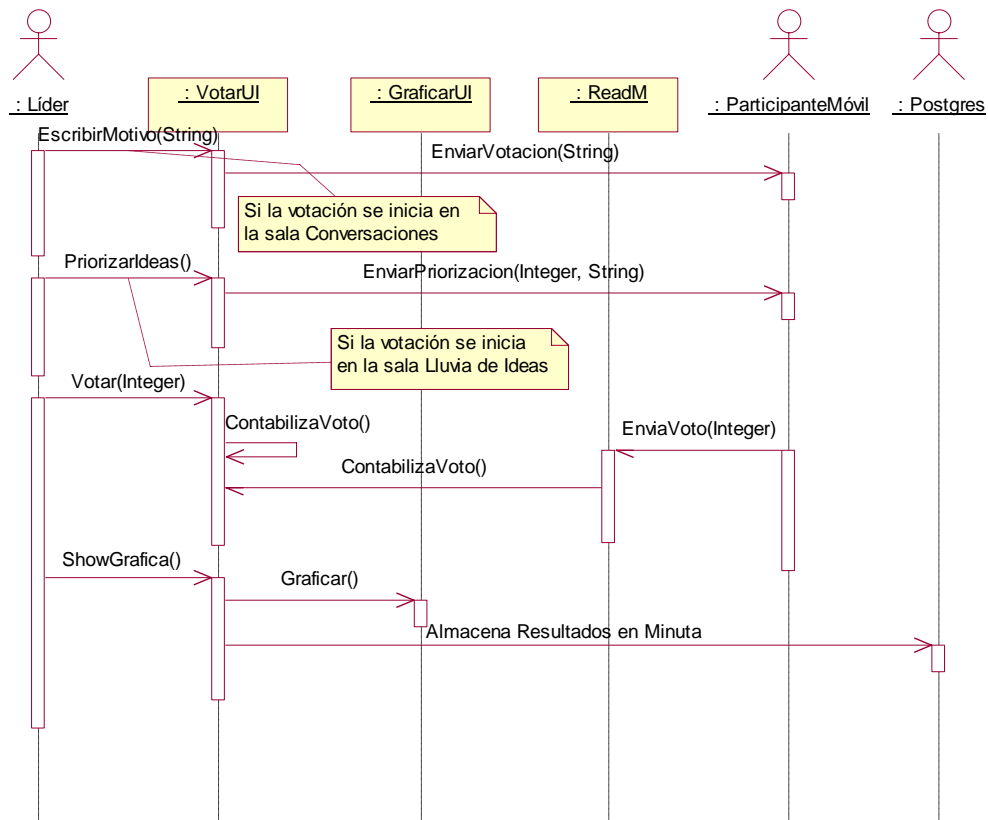 : Líder
: VotarUI
: GraficarUI
: ReadM
: ParticipanteMóvil
: Postgres
EscribirMotivo(String)
EnviarVotacion(String)
Si la votación se inicia en
la sala Conversaciones
PriorizarIdeas()
EnviarPriorizacion(Integer, String)
Si la votación se inicia
en la sala Lluvia de Ideas
Votar(Integer)
ContabilizaVoto()
EnviaVoto(Integer)
ContabilizaVoto()
ShowGrafica()
Graficar()
Almacena Resultados en Minuta